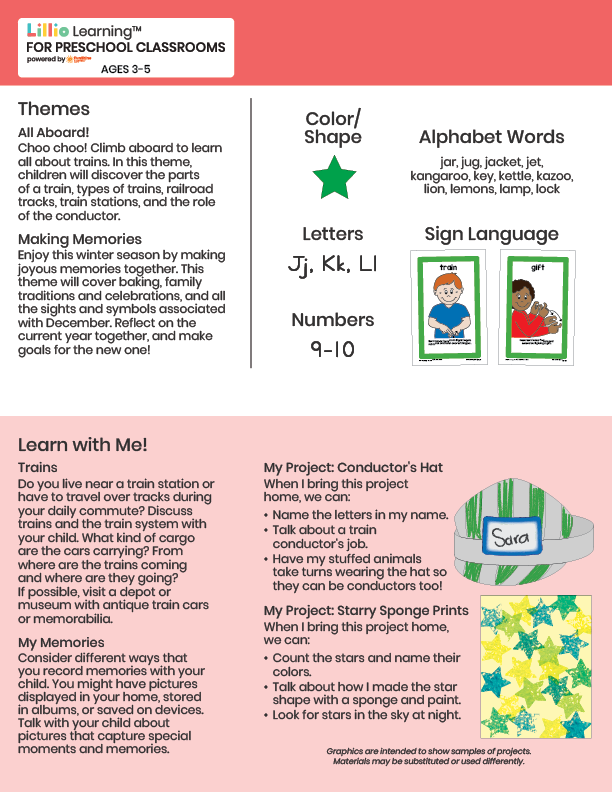 Lillio Learning™
FOR PRESCHOOL CLASSROOMS
powered by
AGES 3-5
Themes
All Aboard!
Choo choo! Climb aboard to learn
all about trains. In this theme,
children will discover the parts
of a train, types of trains, railroad
tracks, train stations, and the role
of the conductor.
Making Memories
Enjoy this winter season by making
joyous memories together. This
theme will cover baking, family
traditions and celebrations, and all
the sights and symbols associated
with December. Reflect on the
current year together, and make
goals for the new one!
Color/
Shape
Letters
Jj, Kk, Ll
Numbers
9-10
Alphabet Words
jar, jug, jacket, jet,
kangaroo, key, kettle, kazoo,
lion, lemons, lamp, lock
Sign Language
train
gift
Learn with Me!
Trains
Do you live near a train station or
have to travel over tracks during
your daily commute? Discuss
trains and the train system with
your child. What kind of cargo
are the cars carrying? From
where are the trains coming
and where are they going?
If possible, visit a depot or
museum with antique train cars
or memorabilia.
My Memories
Consider different ways that
you record memories with your
child. You might have pictures
displayed in your home, stored
in albums, or saved on devices.
Talk with your child about
pictures that capture special
moments and memories.
My Project: Conductor's Hat
When I bring this project
home, we can:
• Name the letters in my name.
• Talk about a train
conductor's job.
• Have my stuffed animals
take turns wearing the hat so
they can be conductors too!
Sara
My Project: Starry Sponge Prints
When I bring this project home,
we can:
• Count the stars and name their
colors.
• Talk about how I made the star
shape with a sponge and paint.
• Look for stars in the sky at night.
Graphics are intended to show samples of projects.
Materials may be substituted or used differently.